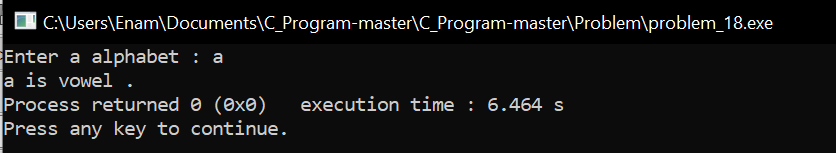 C:\Users\Enam\Documents\C_Program-master\C_Program-master\Problem\problem_18.exe
Enter a alphabet : a
a is vowel .
Process returned 0 (0x0)   execution time : 6.464 s
Press any key to continue.